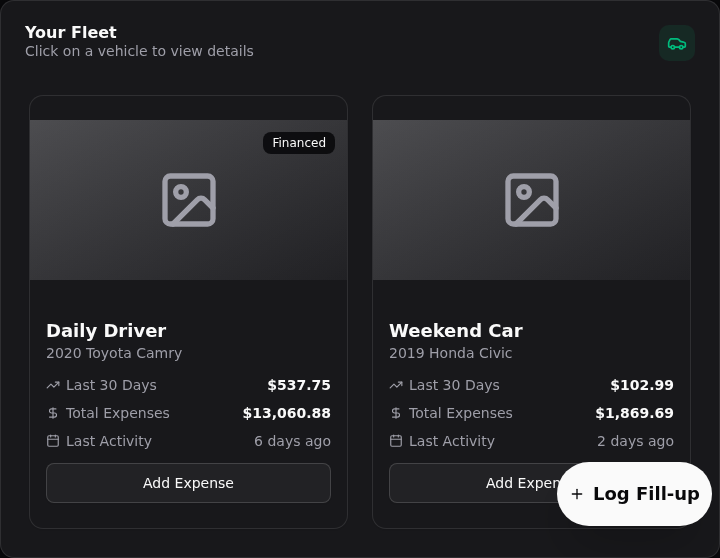 Your Fleet
Click on a vehicle to view details
Financed
Daily Driver
2020 Toyota Camry
Last 30 Days $537.75
Total Expenses $13,060.88
Last Activity 6 days ago
Add Expense
Weekend Car
2019 Honda Civic
Last 30 Days $102.99
Total Expenses $1,869.69
Last Activity 2 days ago
Add Expen
+ Log Fill-up